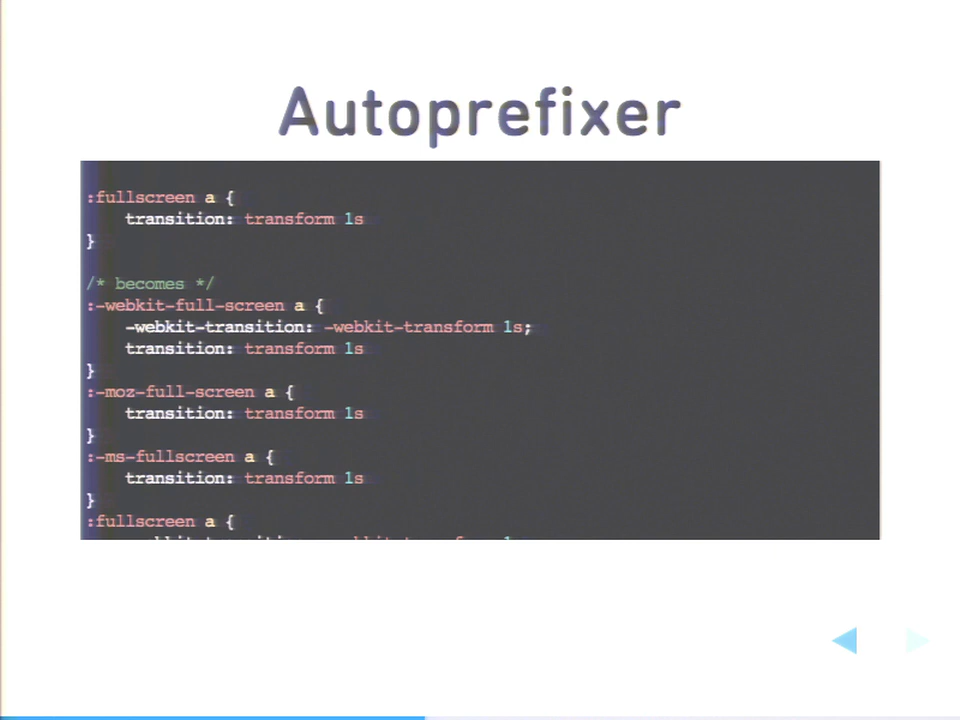 Autoprefixer
:fullscreen a {
    transition: transform 1s
}
/* becomes */
:-webkit-full-screen a {
    -webkit-transition: -webkit-transform 1s;
    transition: transform 1s
}
:-moz-full-screen a {
    transition: transform 1s
}
:-ms-fullscreen a {
    transition: transform 1s
}
:fullscreen a {